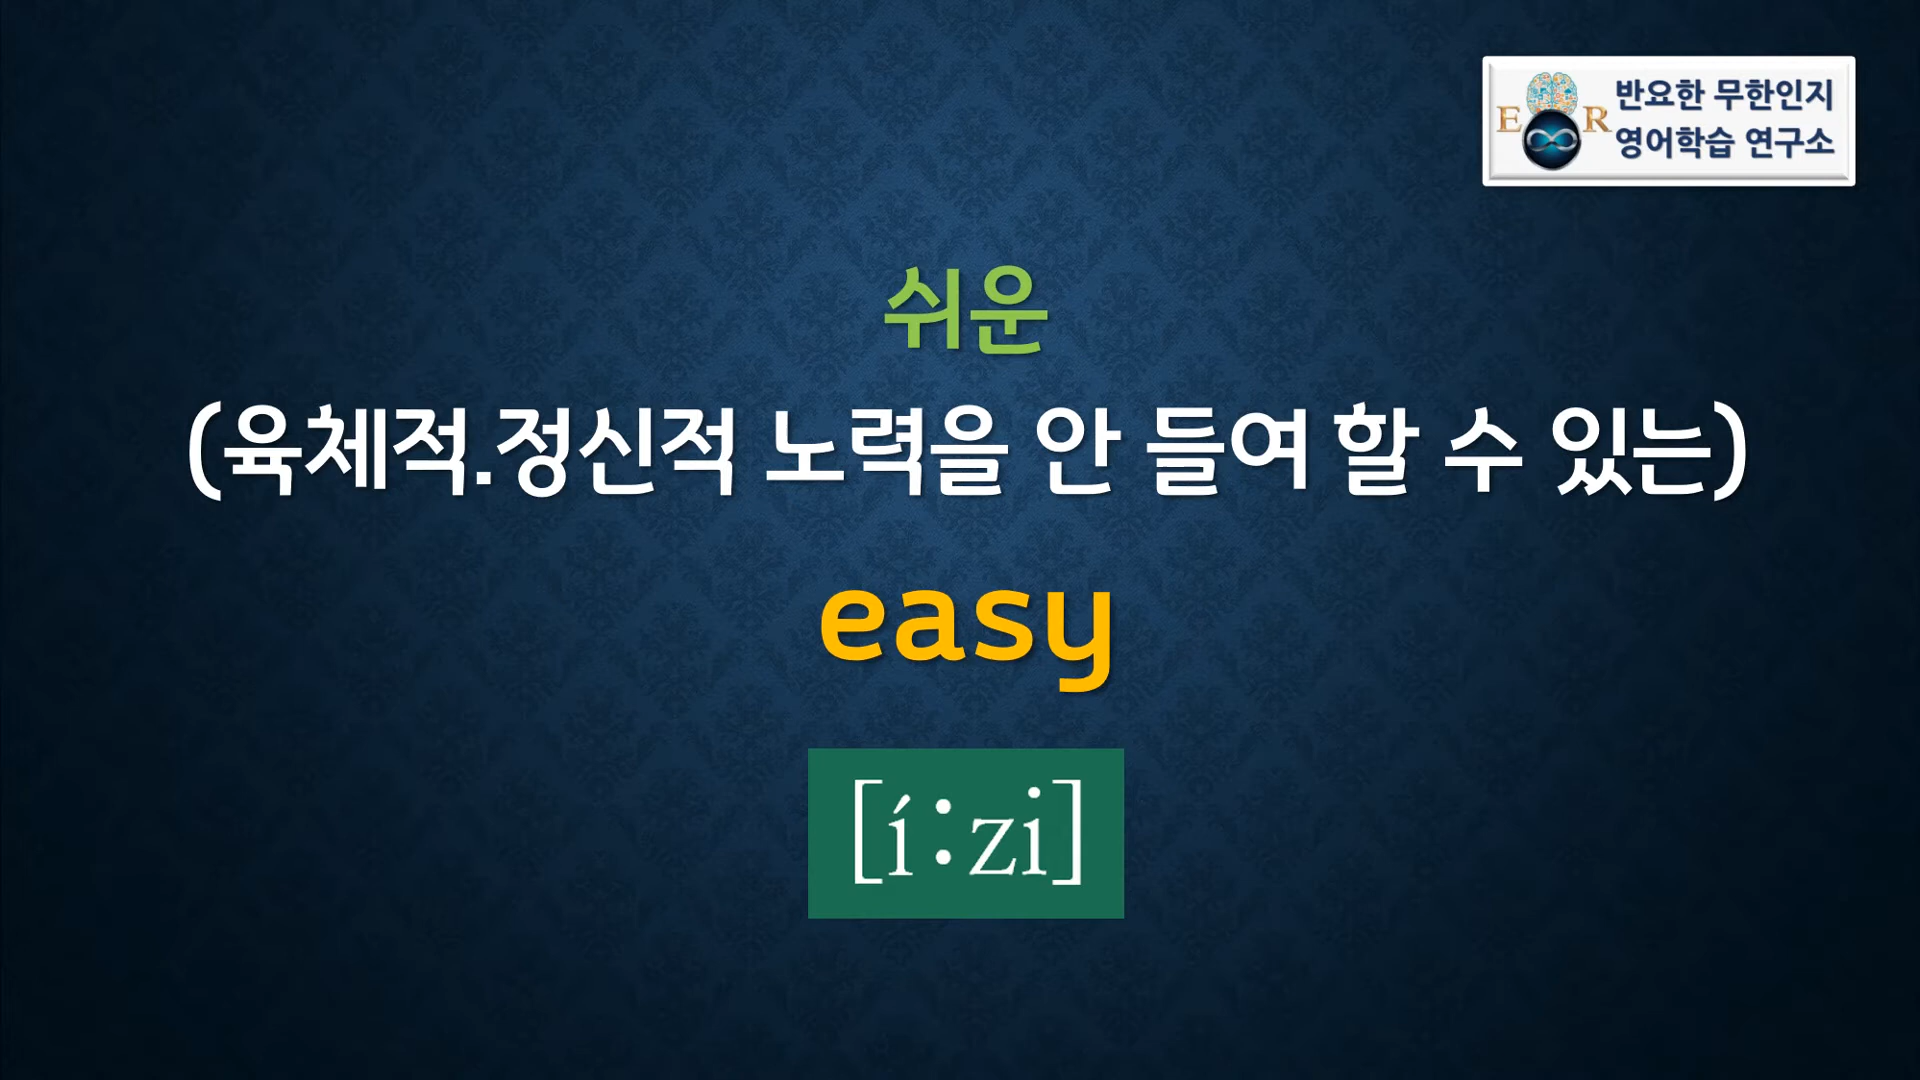 E R 반요한 무한인지
영어학습 연구소
쉬운
(육체적.정신적 노력을 안 들여 할 수 있는)
easy
[íːzi]